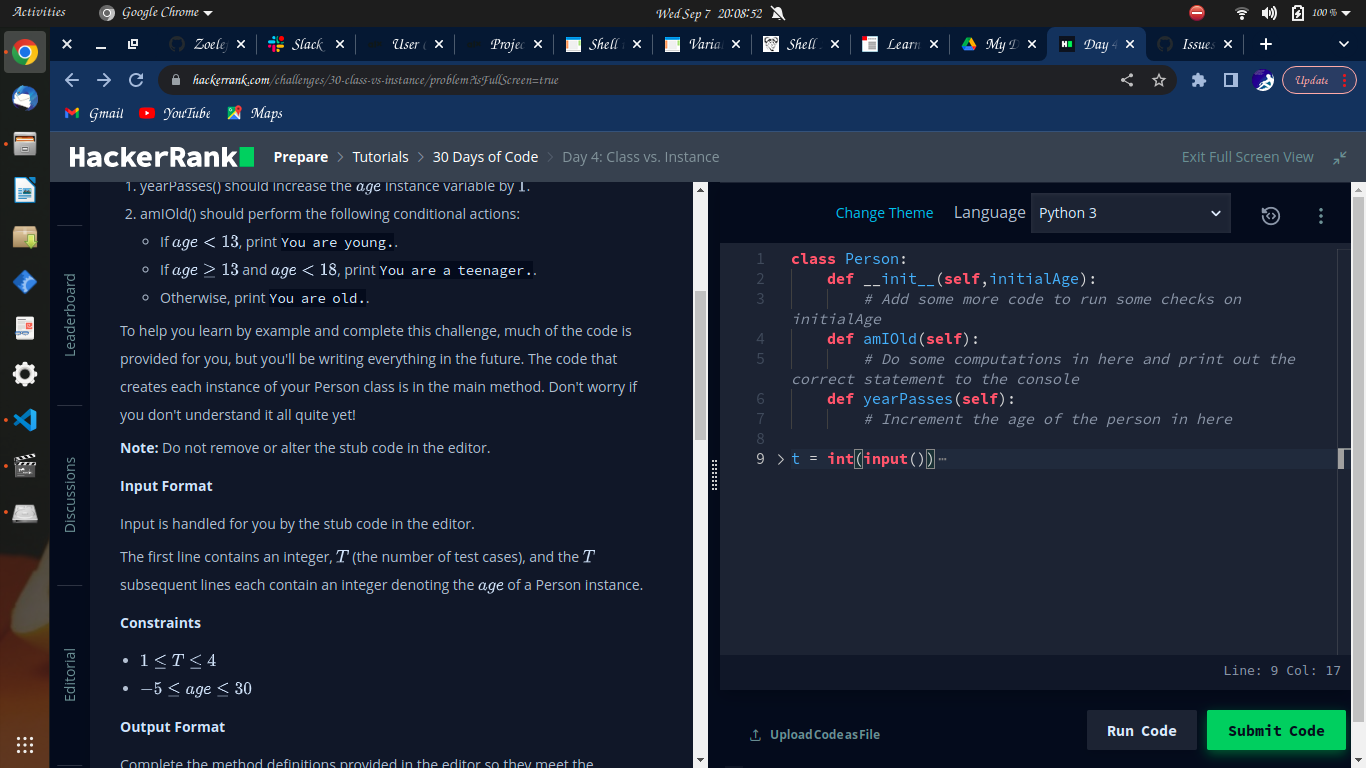 Activities Google Chrome Wed Sep 7 20:08:52 100 %
Zoelej Slack User ( Projec Shell Varia Shell Learn My D Day 4 Issues
hackerrank.com/challenges/30-class-vs-instance/problem?isFullScreen=true Update
Gmail YouTube Maps
HackerRank Prepare > Tutorials > 30 Days of Code > Day 4: Class vs. Instance Exit Full Screen View
1. yearPasses() should increase the age instance variable by 1.
2. amIOld() should perform the following conditional actions:
If age < 13, print You are young..
If age ≥ 13 and age < 18, print You are a teenager..
Otherwise, print You are old..
To help you learn by example and complete this challenge, much of the code is
provided for you, but you'll be writing everything in the future. The code that
creates each instance of your Person class is in the main method. Don't worry if
you don't understand it all quite yet!
Note: Do not remove or alter the stub code in the editor.
Input Format
Input is handled for you by the stub code in the editor.
The first line contains an integer, T (the number of test cases), and the T
subsequent lines each contain an integer denoting the age of a Person instance.
Constraints
• 1 ≤ T ≤ 4
• −5 ≤ age ≤ 30
Output Format
Complete the method definitions provided in the editor so they meet the
Leaderboard
Discussions
Editorial
Change Theme Language Python 3
1 class Person:
2 def __init__(self,initialAge):
3 # Add some more code to run some checks on
initialAge
4 def amIOld(self):
5 # Do some computations in here and print out the
correct statement to the console
6 def yearPasses(self):
7 # Increment the age of the person in here
8
9 > t = int(input())⋯
Line: 9 Col: 17
Upload Code as File Run Code Submit Code